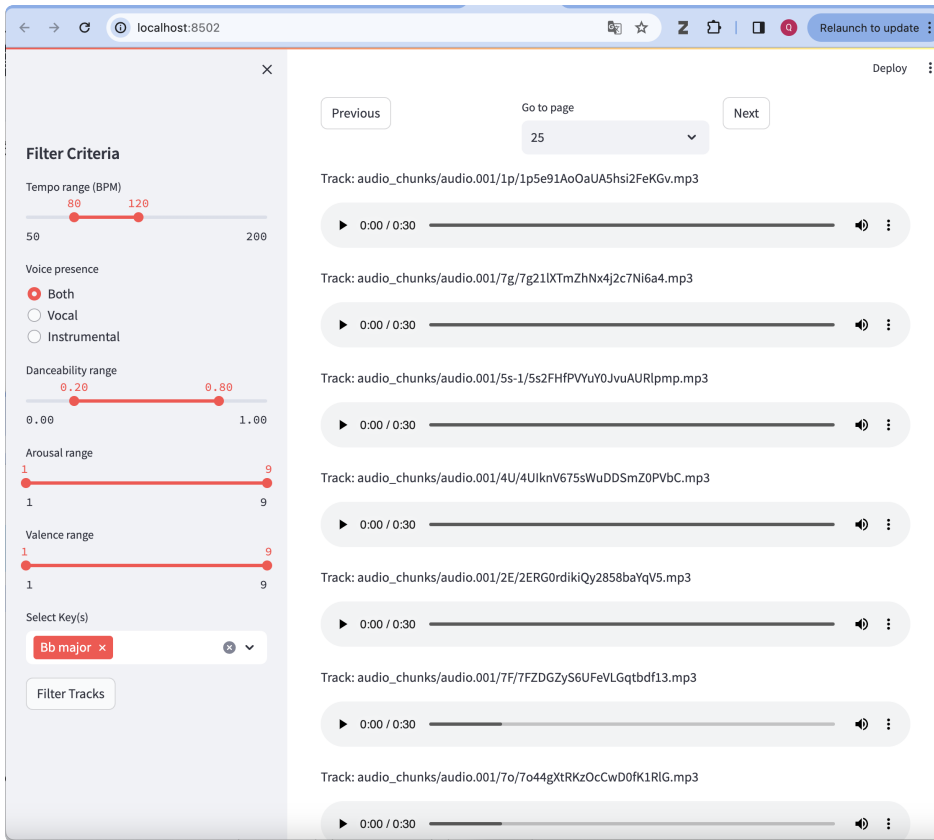 localhost:8502
Q
Relaunch to update
Deploy
Filter Criteria
Tempo range (BPM)
80 120
50 200
Voice presence
Both
Vocal
Instrumental
Danceability range
0.20 0.80
0.00 1.00
Arousal range
1 9
1 9
Valence range
1 9
1 9
Select Key(s)
Bb major
Filter Tracks
Previous
Go to page
25
Next
Track: audio_chunks/audio.001/1p/1p5e91AoOaUA5hsi2FeKGv.mp3
0:00 / 0:30
Track: audio_chunks/audio.001/7g/7g21lXTmZhNx4j2c7Ni6a4.mp3
0:00 / 0:30
Track: audio_chunks/audio.001/5s-1/5s2FHfPVYuY0JvuAURlpmp.mp3
0:00 / 0:30
Track: audio_chunks/audio.001/4U/4UIknV675sWuDDSmZ0PVbC.mp3
0:00 / 0:30
Track: audio_chunks/audio.001/2E/2ERG0rdikiQy2858baYqV5.mp3
0:00 / 0:30
Track: audio_chunks/audio.001/7F/7FZDGZyS6UFeVLGqtbdf13.mp3
0:00 / 0:30
Track: audio_chunks/audio.001/7o/7o44gXtRKzOcCwD0fK1RlG.mp3
0:00 / 0:30